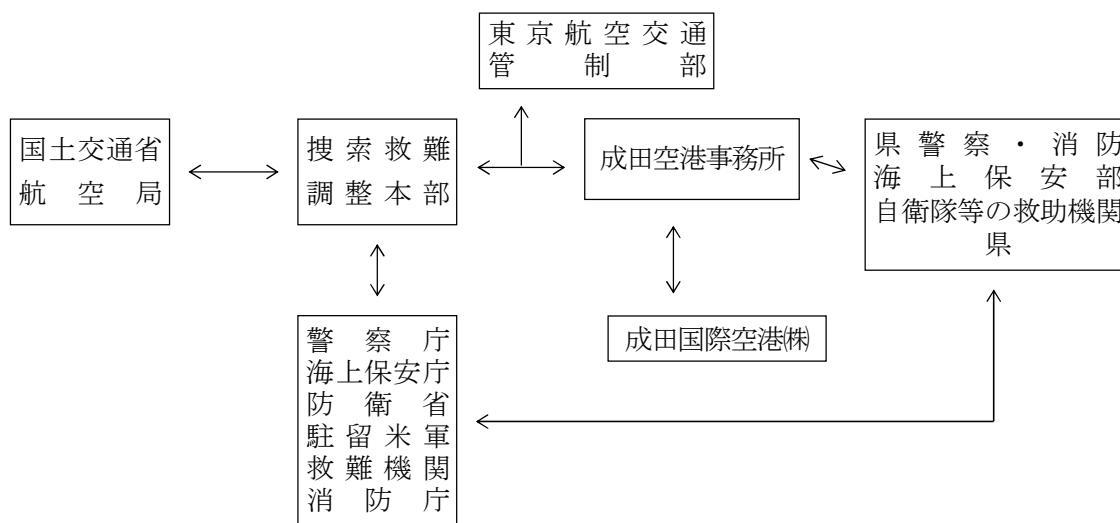 東京航空交通
管制部
国土交通省
航空局
捜索救難
調整本部
成田空港事務所
県警察・消防
海上保安部
自衛隊等の救助機関
県
警察庁
海上保安庁
防衛省
駐留米軍
救難機関
消防庁
成田国際空港㈱